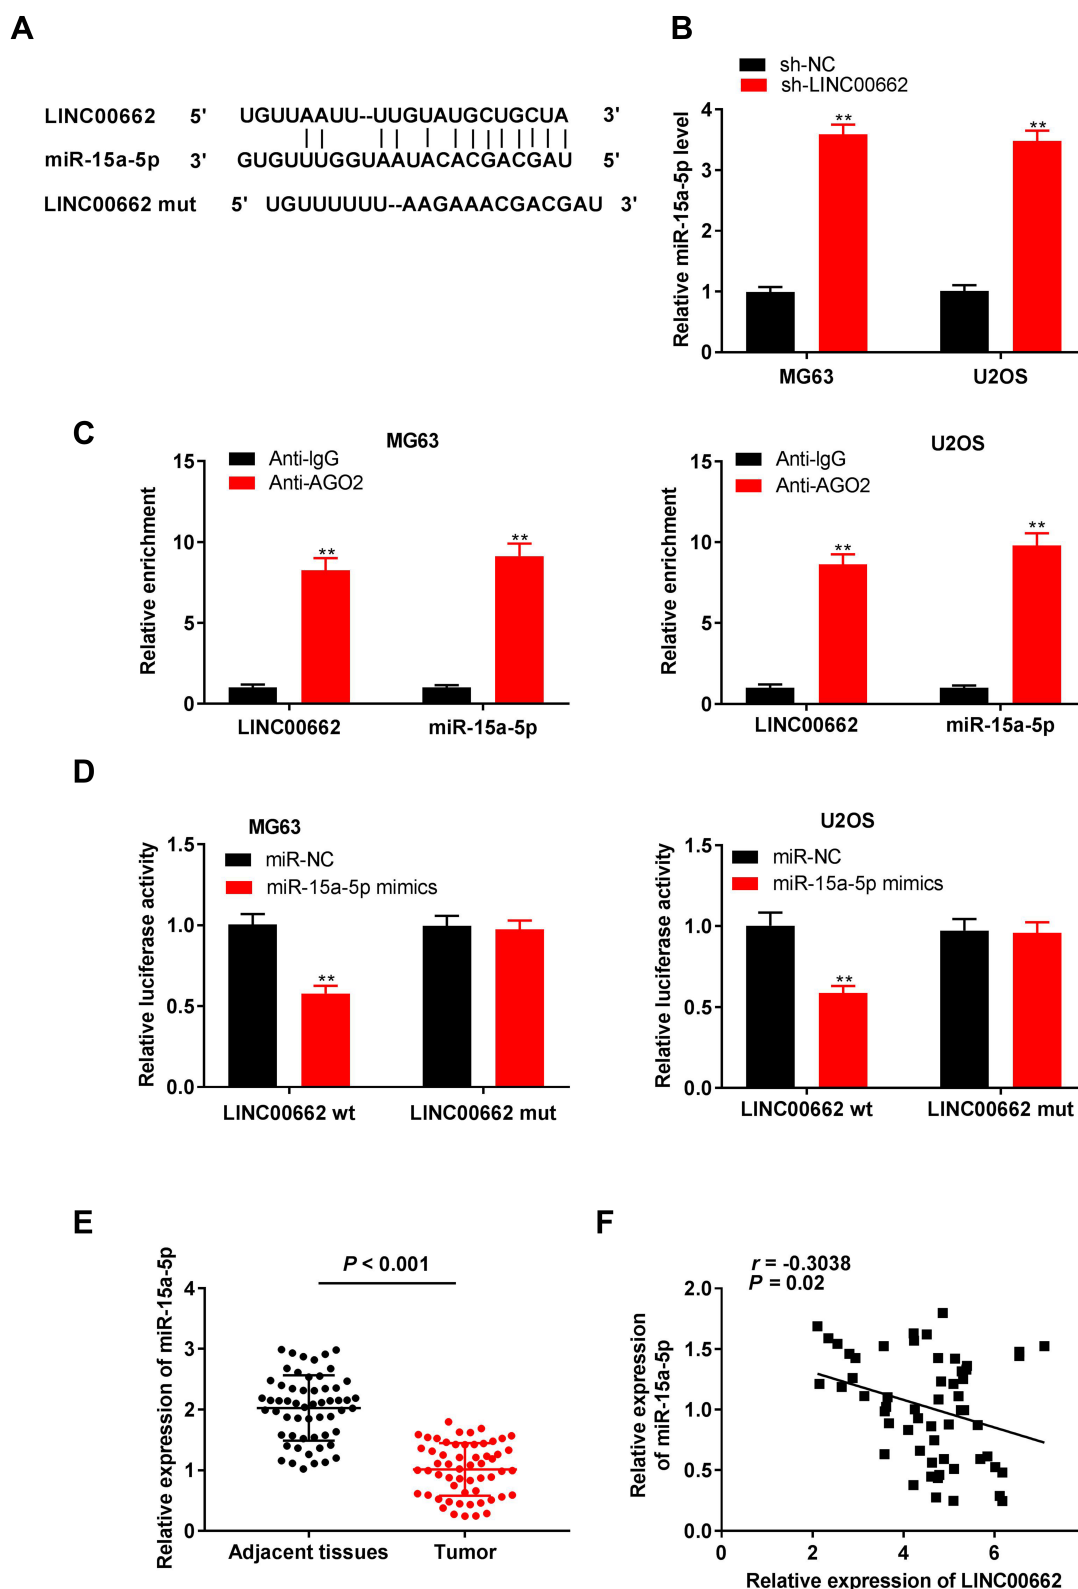 A
LINC00662 5' UGUUAAUU--UUGUAUGCUGCUA 3'
miR-15a-5p 3' GUGUUUGGUAAUACACGACGAU 5'
LINC00662 mut 5' UGUUUUUU--AAGAAACGACGAU 3'
B
sh-NC
sh-LINC00662
Relative miR-15a-5p level
4
3
2
1
0
**
**
MG63 U2OS
C
MG63
Anti-IgG
Anti-AGO2
Relative enrichment
15
10
5
0
**
**
LINC00662 miR-15a-5p
U2OS
Anti-IgG
Anti-AGO2
Relative enrichment
15
10
5
0
**
**
LINC00662 miR-15a-5p
D
MG63
miR-NC
miR-15a-5p mimics
Relative luciferase activity
1.5
1.0
0.5
0.0
**
LINC00662 wt LINC00662 mut
U2OS
miR-NC
miR-15a-5p mimics
Relative luciferase activity
1.5
1.0
0.5
0.0
**
LINC00662 wt LINC00662 mut
E
P < 0.001
Relative expression of miR-15a-5p
4
3
2
1
0
Adjacent tissues Tumor
F
r = -0.3038
P = 0.02
Relative expression
of miR-15a-5p
2.0
1.5
1.0
0.5
0.0
0 2 4 6
Relative expression of LINC00662